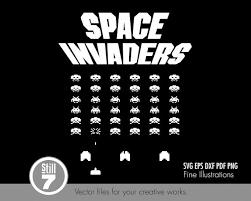 SPACE
INVADERS
Still
7
SVG EPS DXF PDF PNG
Fine Illustrations
Vector files for your creative works.